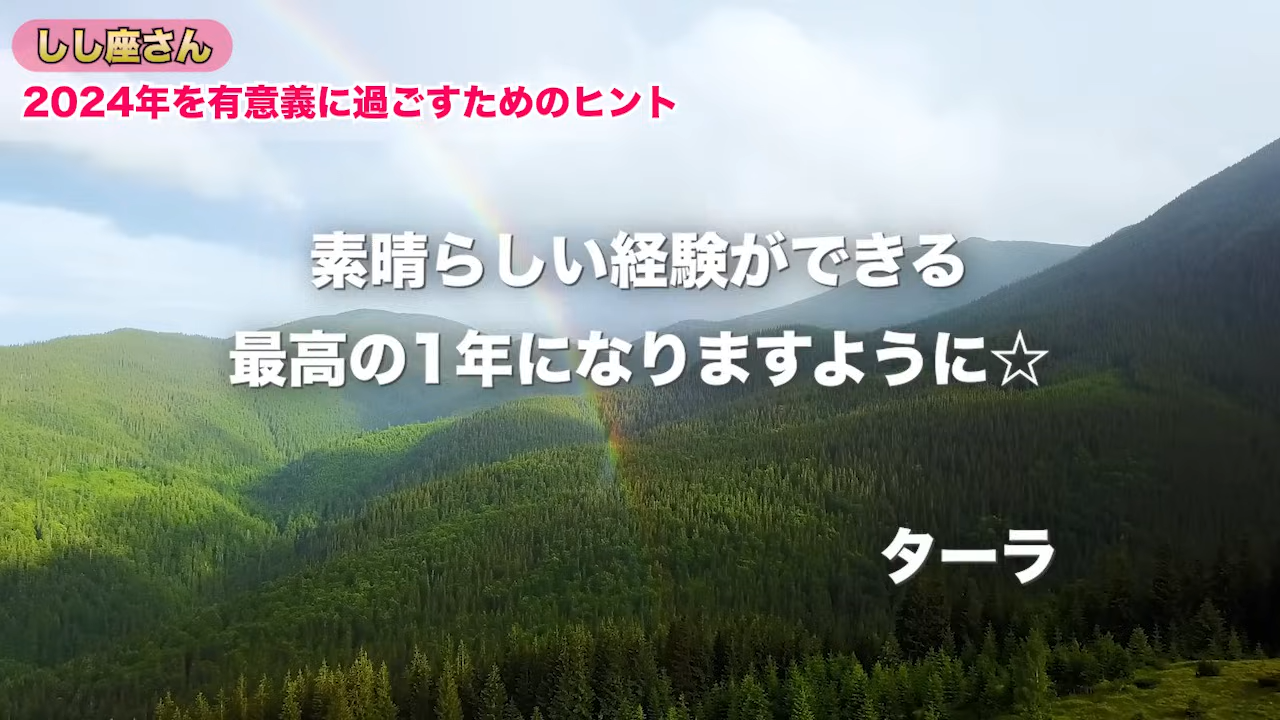 しし座さん
2024年を有意義に過ごすためのヒント
素晴らしい経験ができる
最高の1年になりますように☆
ターラ